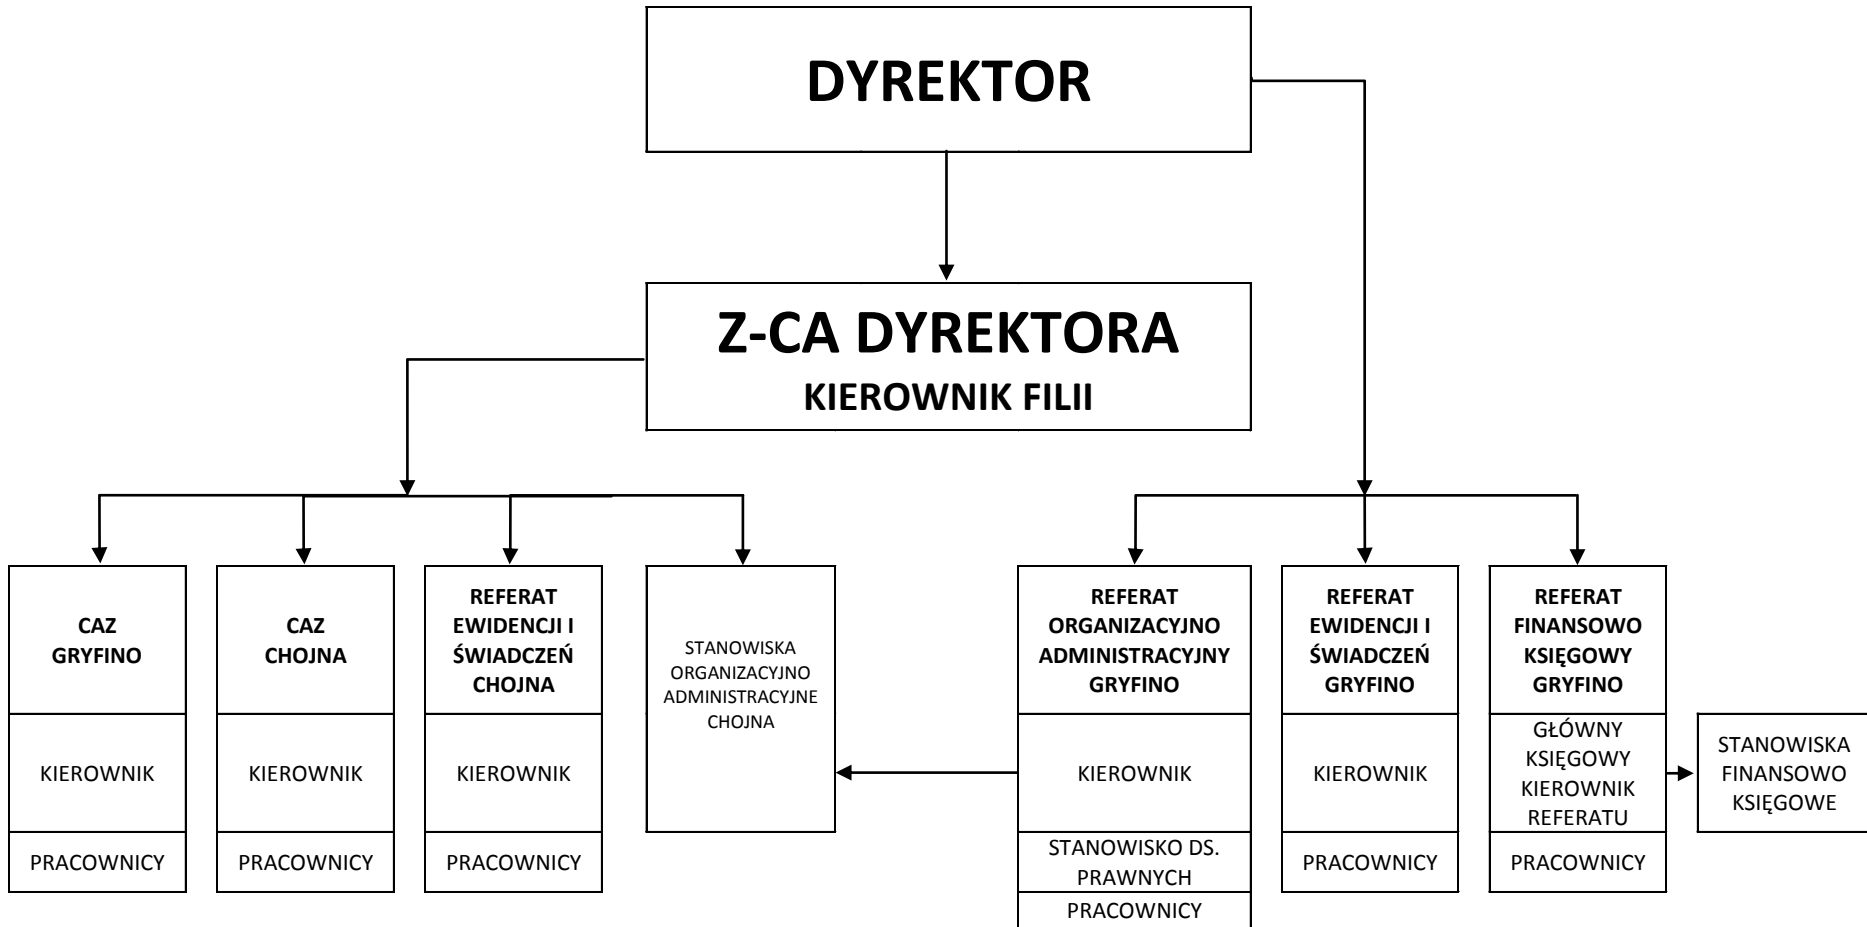 DYREKTOR
Z-CA DYREKTORA
KIEROWNIK FILII
CAZ
GRYFINO
KIEROWNIK
PRACOWNICY
CAZ
CHOJNA
KIEROWNIK
PRACOWNICY
REFERAT
EWIDENCJI I
ŚWIADCZEŃ
CHOJNA
KIEROWNIK
PRACOWNICY
STANOWISKA
ORGANIZACYJNO
ADMINISTRACYJNE
CHOJNA
REFERAT
ORGANIZACYJNO
ADMINISTRACYJNY
GRYFINO
KIEROWNIK
STANOWISKO DS.
PRAWNYCH
PRACOWNICY
REFERAT
EWIDENCJI I
ŚWIADCZEŃ
GRYFINO
KIEROWNIK
PRACOWNICY
REFERAT
FINANSOWO
KSIĘGOWY
GRYFINO
GŁÓWNY
KSIĘGOWY
KIEROWNIK
REFERATU
PRACOWNICY
STANOWISKA
FINANSOWO
KSIĘGOWE